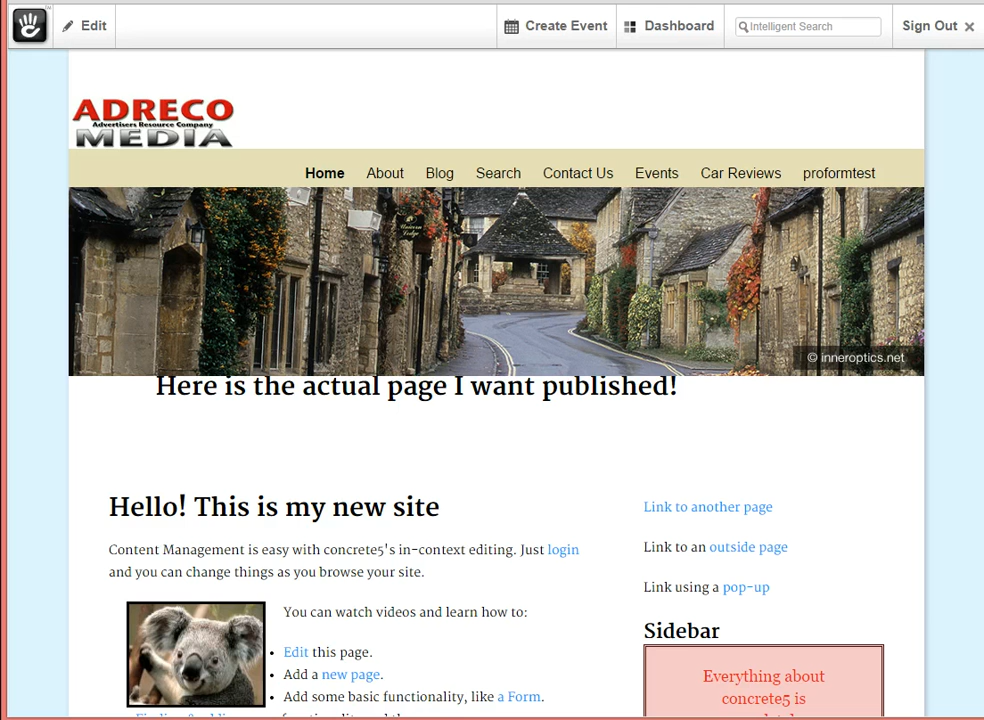 Edit
Create Event
Dashboard
Intelligent Search
Sign Out
ADRECO
Advertisers Resource Company
MEDIA
Home About Blog Search Contact Us Events Car Reviews proformtest
© inneroptics.net
Here is the actual page I want published!
Hello! This is my new site
Content Management is easy with concrete5's in-context editing. Just login
and you can change things as you browse your site.
You can watch videos and learn how to:
• Edit this page.
• Add a new page.
• Add some basic functionality, like a Form.
Link to another page
Link to an outside page
Link using a pop-up
Sidebar
Everything about
concrete5 is